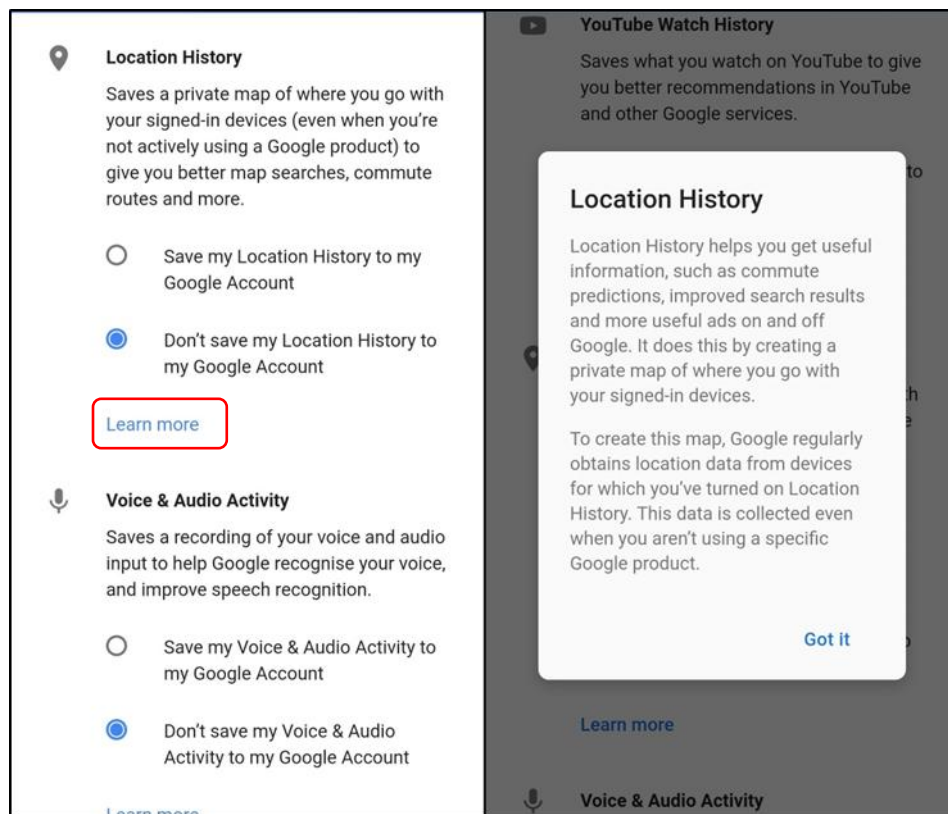 Location History
Saves a private map of where you go with
your signed-in devices (even when you're
not actively using a Google product) to
give you better map searches, commute
routes and more.
Save my Location History to my
Google Account
Don't save my Location History to
my Google Account
Learn more
Voice & Audio Activity
Saves a recording of your voice and audio
input to help Google recognise your voice,
and improve speech recognition.
Save my Voice & Audio Activity to
my Google Account
Don't save my Voice & Audio
Activity to my Google Account
Learn more
YouTube Watch History
Saves what you watch on YouTube to give
you better recommendations in YouTube
and other Google services.
to
Location History
Location History helps you get useful
information, such as commute
predictions, improved search results
and more useful ads on and off
Google. It does this by creating a
private map of where you go with
your signed-in devices.
To create this map, Google regularly
obtains location data from devices
for which you've turned on Location
History. This data is collected even
when you aren't using a specific
Google product.
Got it
Learn more
Voice & Audio Activity